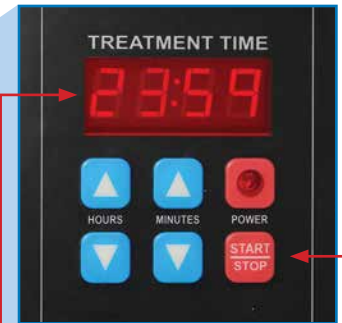 TREATMENT TIME
23:59
HOURS MINUTES POWER
START
STOP